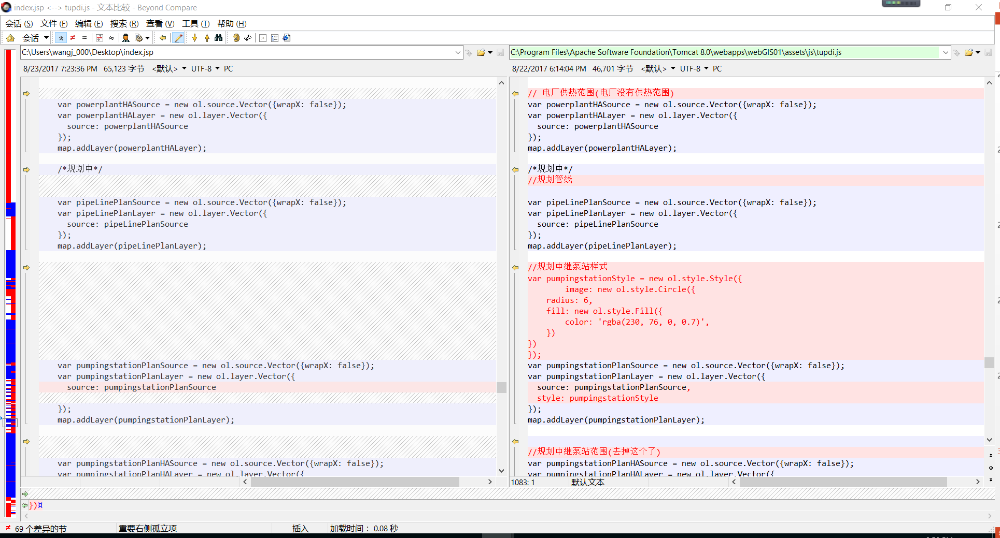 index.jsp <--> tupdi.js - 文本比较 - Beyond Compare
会话 (S) 文件 (F) 编辑 (E) 搜索 (R) 查看 (V) 工具 (T) 帮助 (H)
会话
C:\Users\wangj_000\Desktop\index.jsp
8/23/2017 7:23:36 PM 65,123 字节 <默认> UTF-8 PC
var powerplantHASource = new ol.source.Vector({wrapX: false});
var powerplantHALayer = new ol.layer.Vector({
source: powerplantHASource
});
map.addLayer(powerplantHALayer);
/*规划中*/
var pipeLinePlanSource = new ol.source.Vector({wrapX: false});
var pipeLinePlanLayer = new ol.layer.Vector({
source: pipeLinePlanSource
});
map.addLayer(pipeLinePlanLayer);
var pumpingstationPlanSource = new ol.source.Vector({wrapX: false});
var pumpingstationPlanLayer = new ol.layer.Vector({
source: pumpingstationPlanSource
});
map.addLayer(pumpingstationPlanLayer);
var pumpingstationPlanHASource = new ol.source.Vector({wrapX: false});
var pumpingstationPlanHALayer = new ol.layer.Vector({
C:\Program Files\Apache Software Foundation\Tomcat 8.0\webapps\webGIS01\assets\js\tupdi.js
8/22/2017 6:14:04 PM 46,701 字节 <默认> UTF-8 PC
// 电厂供热范围(电厂没有供热范围)
var powerplantHASource = new ol.source.Vector({wrapX: false});
var powerplantHALayer = new ol.layer.Vector({
source: powerplantHASource
});
map.addLayer(powerplantHALayer);
/*规划中*/
//规划管线
var pipeLinePlanSource = new ol.source.Vector({wrapX: false});
var pipeLinePlanLayer = new ol.layer.Vector({
source: pipeLinePlanSource
});
map.addLayer(pipeLinePlanLayer);
//规划中继泵站样式
var pumpingstationStyle = new ol.style.Style({
image: new ol.style.Circle({
radius: 6,
fill: new ol.style.Fill({
color: 'rgba(230, 76, 0, 0.7)',
})
})
});
var pumpingstationPlanSource = new ol.source.Vector({wrapX: false});
var pumpingstationPlanLayer = new ol.layer.Vector({
source: pumpingstationPlanSource,
style: pumpingstationStyle
});
map.addLayer(pumpingstationPlanLayer);
//规划中继泵站范围(去掉这个了)
var pumpingstationPlanHASource = new ol.source.Vector({wrapX: false});
var pumpingstationPlanHALayer = new ol.layer.Vector({
1083: 1 默认文本
})¤
69 个差异的节 重要右侧孤立项 插入 加载时间： 0.08 秒